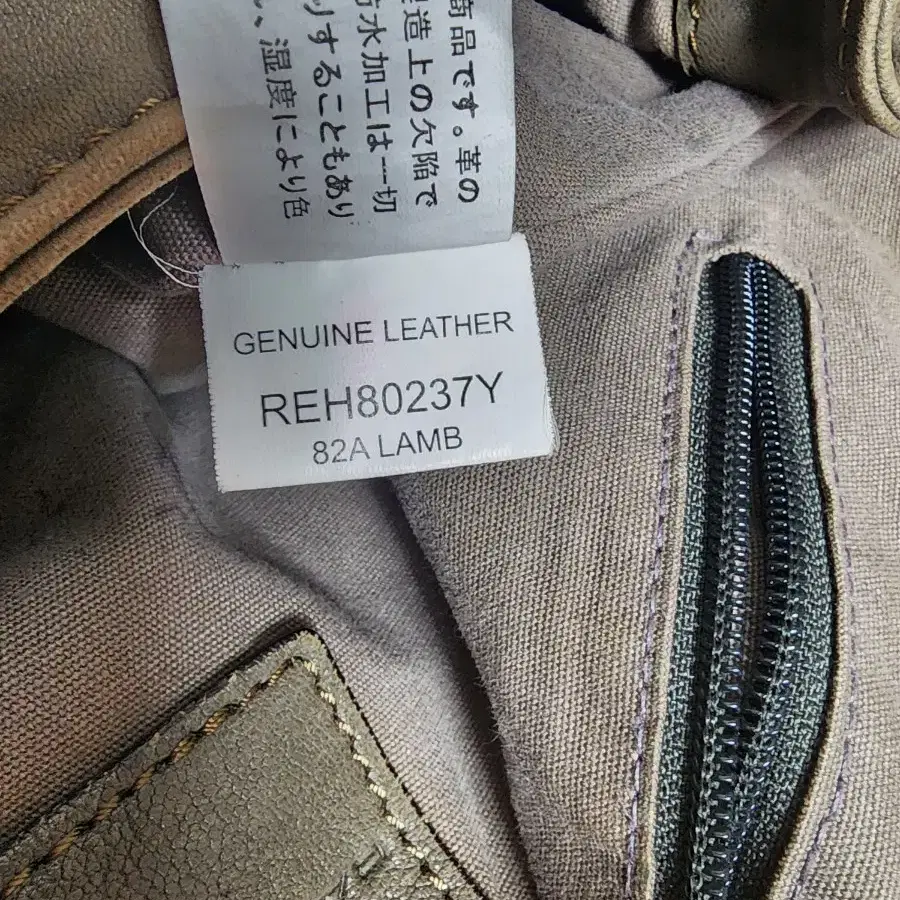 商品です。革の
製造上の欠陥で
防水加工は一切
りすることもあり
、湿度により色
GENUINE LEATHER
REH80237Y
82A LAMB